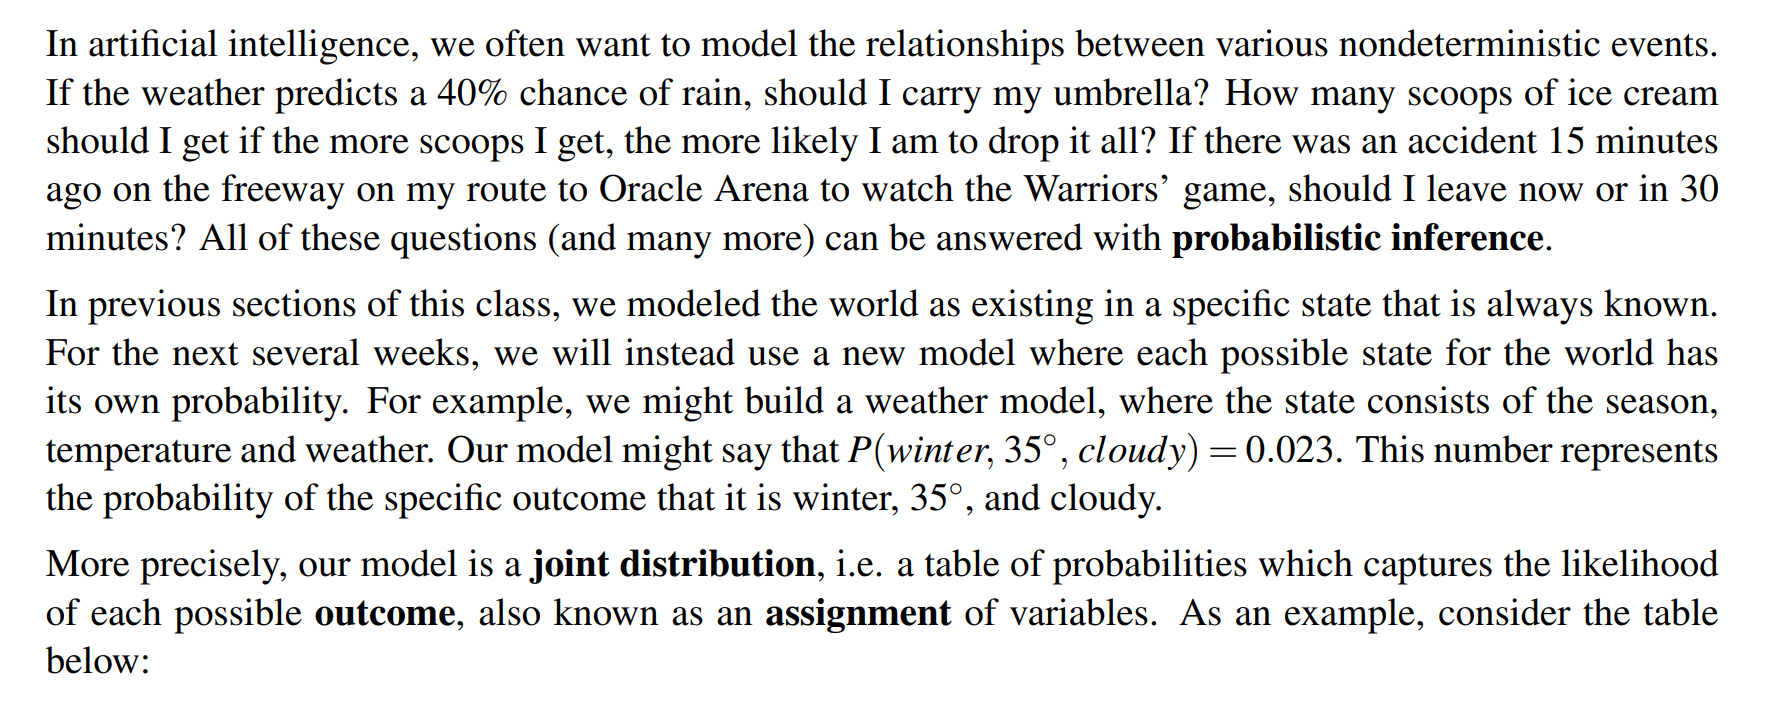 In artificial intelligence, we often want to model the relationships between various nondeterministic events.
If the weather predicts a 40% chance of rain, should I carry my umbrella? How many scoops of ice cream
should I get if the more scoops I get, the more likely I am to drop it all? If there was an accident 15 minutes
ago on the freeway on my route to Oracle Arena to watch the Warriors’ game, should I leave now or in 30
minutes? All of these questions (and many more) can be answered with probabilistic inference.
In previous sections of this class, we modeled the world as existing in a specific state that is always known.
For the next several weeks, we will instead use a new model where each possible state for the world has
its own probability. For example, we might build a weather model, where the state consists of the season,
temperature and weather. Our model might say that P(winter, 35°, cloudy) = 0.023. This number represents
the probability of the specific outcome that it is winter, 35°, and cloudy.
More precisely, our model is a joint distribution, i.e. a table of probabilities which captures the likelihood
of each possible outcome, also known as an assignment of variables. As an example, consider the table
below: